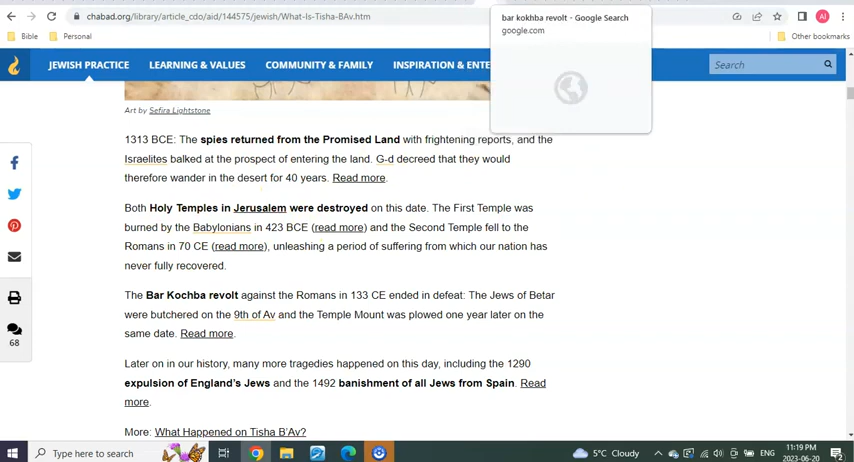 bar kokhba revolt - Google Search
google.com
chabad.org/library/article_cdo/aid/144575/jewish/What-Is-Tisha-BAv.htm
AI
Bible
Personal
Other bookmarks
JEWISH PRACTICE
LEARNING & VALUES
COMMUNITY & FAMILY
INSPIRATION & ENTE
Search
Art by Sefira Lightstone
1313 BCE: The spies returned from the Promised Land with frightening reports, and the
Israelites balked at the prospect of entering the land. G-d decreed that they would
therefore wander in the desert for 40 years. Read more.
Both Holy Temples in Jerusalem were destroyed on this date. The First Temple was
burned by the Babylonians in 423 BCE (read more) and the Second Temple fell to the
Romans in 70 CE (read more), unleashing a period of suffering from which our nation has
never fully recovered.
The Bar Kochba revolt against the Romans in 133 CE ended in defeat: The Jews of Betar
were butchered on the 9th of Av and the Temple Mount was plowed one year later on the
same date. Read more.
68
Later on in our history, many more tragedies happened on this day, including the 1290
expulsion of England's Jews and the 1492 banishment of all Jews from Spain. Read
more.
More: What Happened on Tisha B'Av?
Type here to search
5°C Cloudy
ENG
11:19 PM
2023-06-20
2